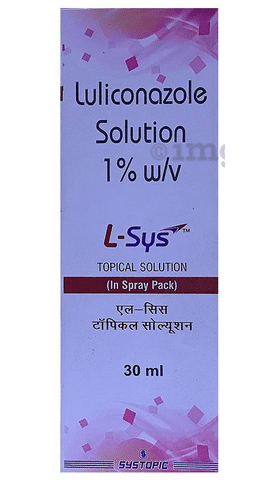 Luliconazole
Solution
1% w/v
L-Sys™
TOPICAL SOLUTION
(In Spray Pack)
एल-सिस
टॉपिकल सोल्यूशन
30 ml
SYSTOPIC